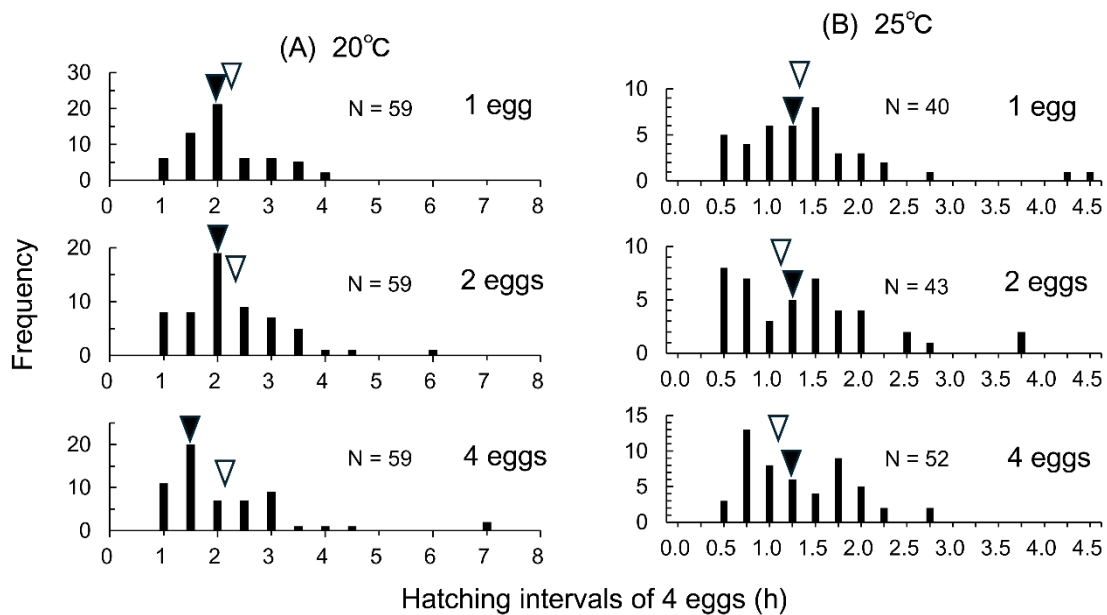 (A) 20°C
30
20
10
0
N = 59
1 egg
0 1 2 3 4 5 6 7 8
20
10
0
N = 59
2 eggs
0 1 2 3 4 5 6 7 8
20
10
0
N = 59
4 eggs
0 1 2 3 4 5 6 7 8
(B) 25°C
10
5
0
N = 40
1 egg
0.0 0.5 1.0 1.5 2.0 2.5 3.0 3.5 4.0 4.5
10
5
0
N = 43
2 eggs
0.0 0.5 1.0 1.5 2.0 2.5 3.0 3.5 4.0 4.5
15
10
5
0
N = 52
4 eggs
0.0 0.5 1.0 1.5 2.0 2.5 3.0 3.5 4.0 4.5
Frequency
Hatching intervals of 4 eggs (h)